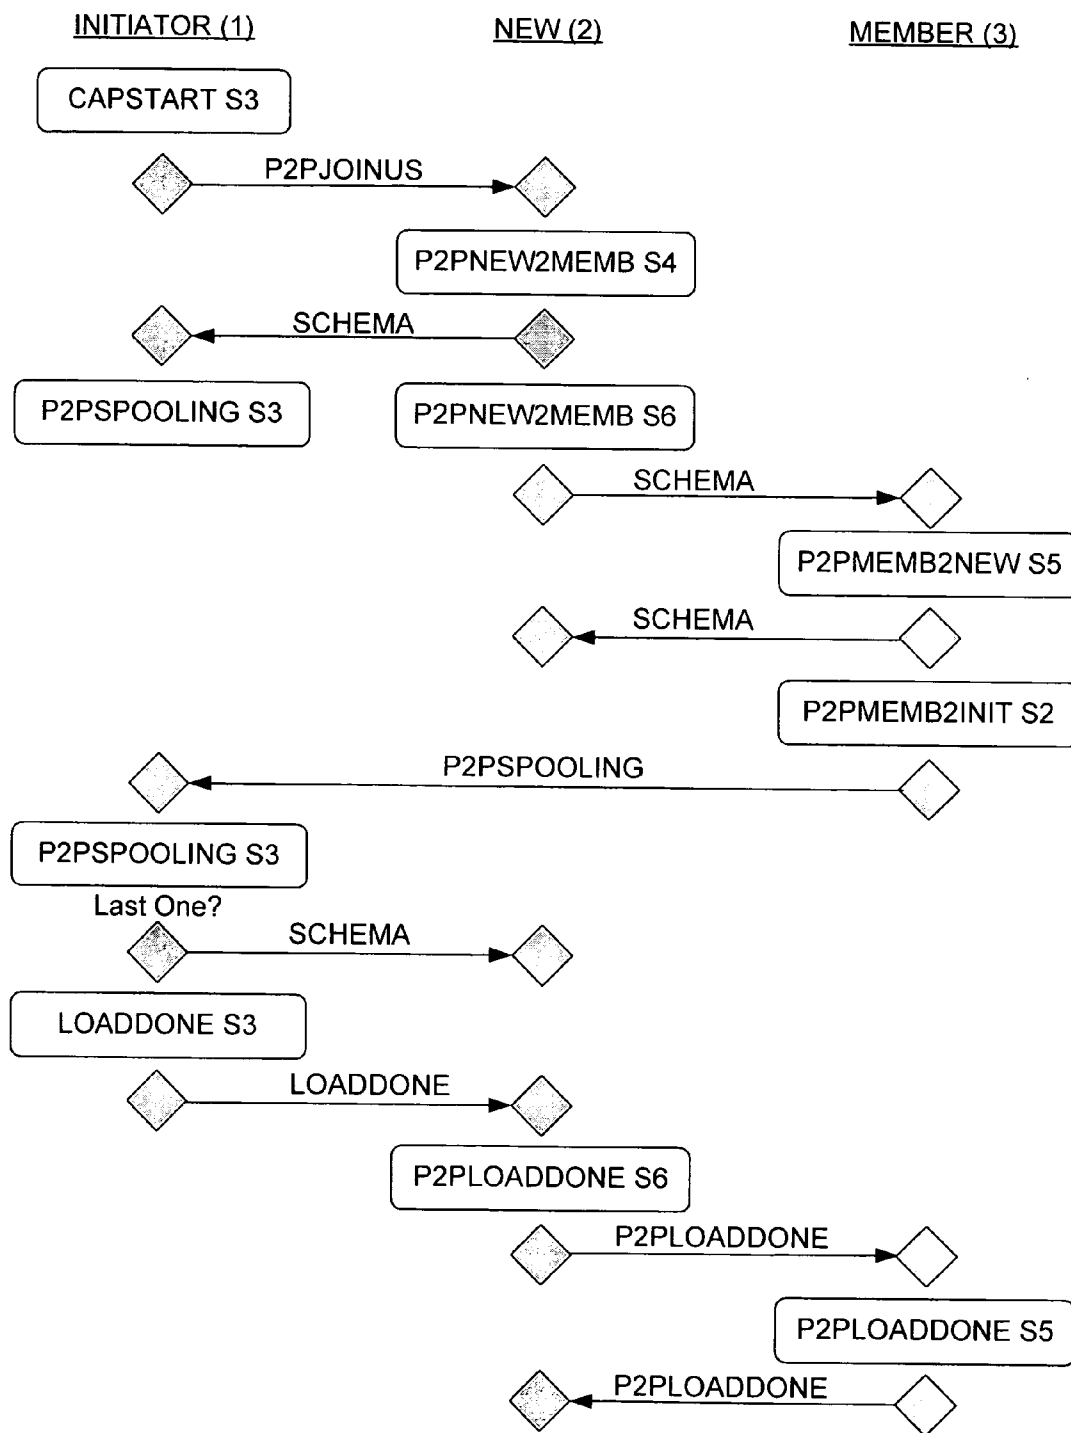 INITIATOR (1)
NEW (2)
MEMBER (3)
CAPSTART S3
P2PJOINUS
P2PNEW2MEMB S4
SCHEMA
P2PSPOOLING S3
P2PNEW2MEMB S6
SCHEMA
P2PMEMB2NEW S5
SCHEMA
P2PMEMB2INIT S2
P2PSPOOLING
P2PSPOOLING S3
Last One?
SCHEMA
LOADDONE S3
LOADDONE
P2PLOADDONE S6
P2PLOADDONE
P2PLOADDONE S5
P2PLOADDONE